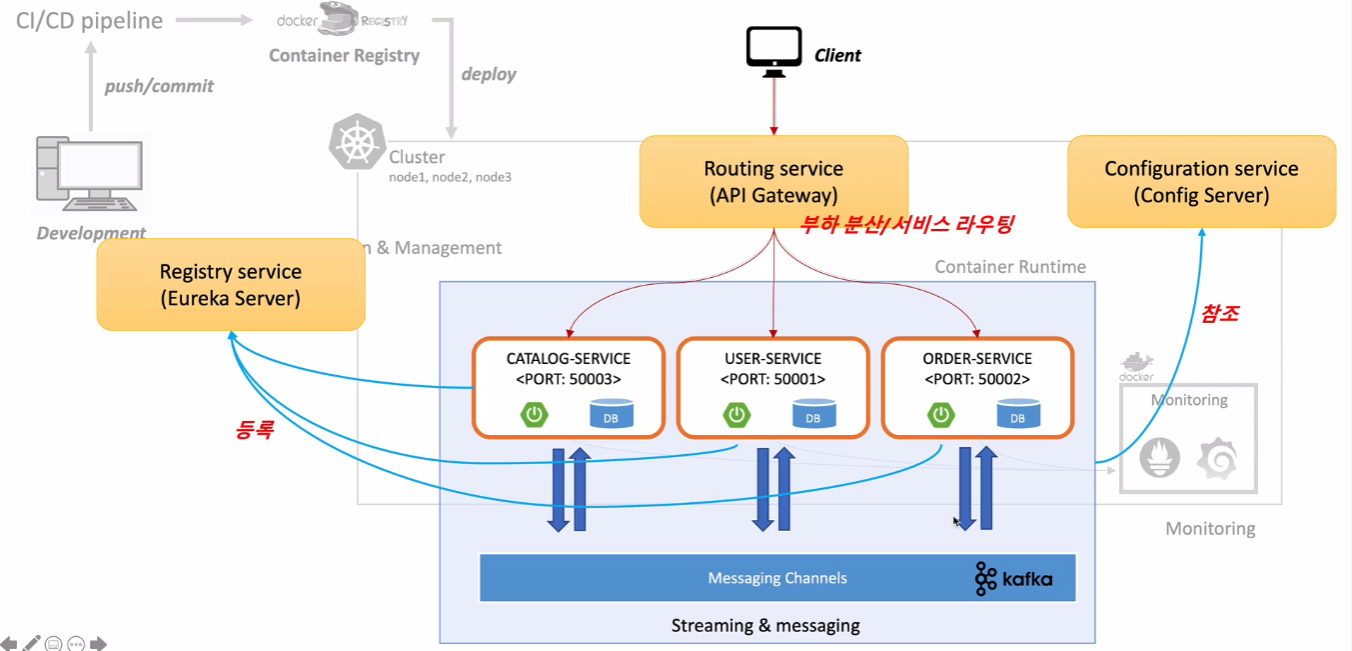 CI/CD pipeline
docker REGISTRY
Container Registry
push/commit
deploy
Development
Client
Cluster
node1, node2, node3
Routing service
(API Gateway)
부하 분산/서비스 라우팅
Configuration service
(Config Server)
n & Management
Registry service
(Eureka Server)
Container Runtime
참조
등록
CATALOG-SERVICE
<PORT: 50003>
DB
USER-SERVICE
<PORT: 50001>
DB
ORDER-SERVICE
<PORT: 50002>
DB
docker
Monitoring
Monitoring
Messaging Channels
kafka
Streaming & messaging